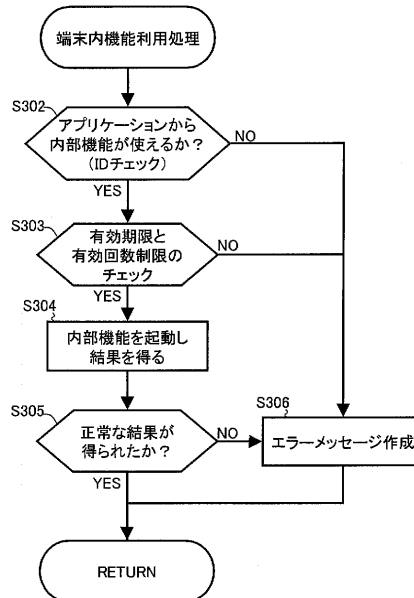 端末内機能利用処理
S302
アプリケーションから
内部機能が使えるか？
(IDチェック)
NO
YES
S303
有効期限と
有効回数制限の
チェック
NO
YES
S304
内部機能を起動し
結果を得る
S305
正常な結果が
得られたか？
NO
YES
S306
エラーメッセージ作成
RETURN